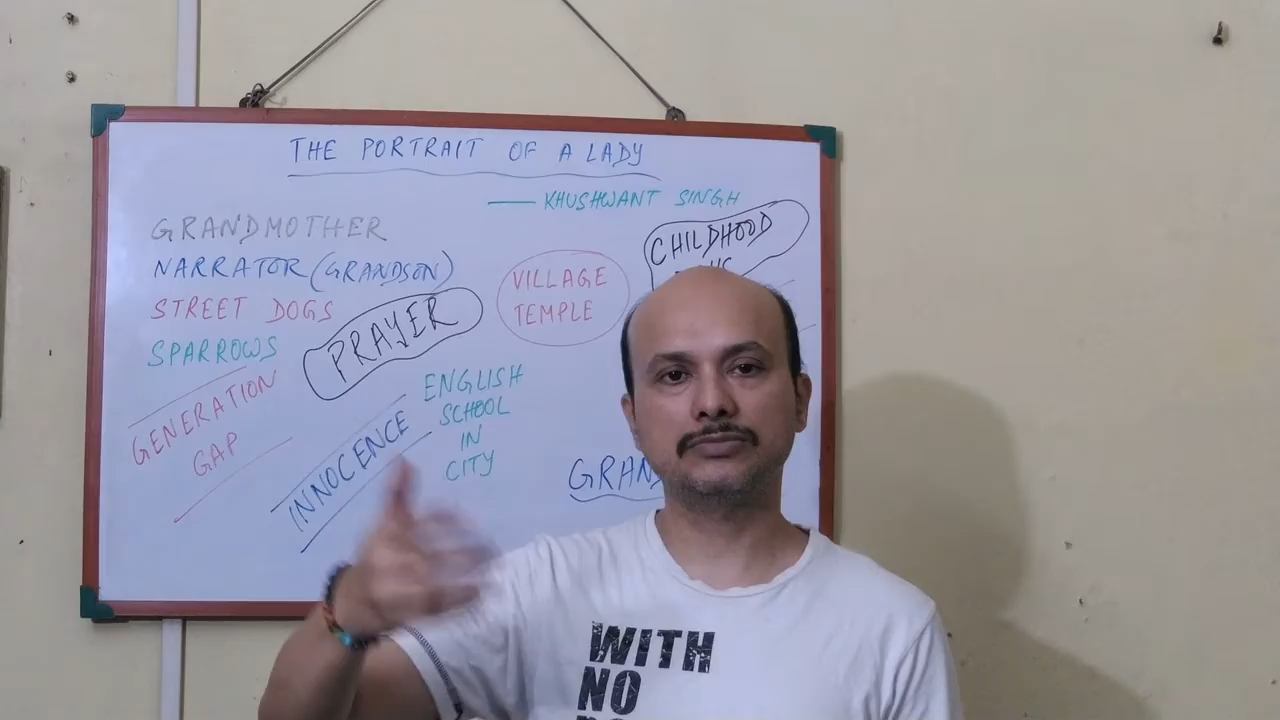 THE PORTRAIT OF A LADY
— KHUSHWANT SINGH
GRANDMOTHER
NARRATOR (GRANDSON)
STREET DOGS
SPARROWS
GENERATION
GAP
PRAYER
INNOCENCE
VILLAGE
TEMPLE
ENGLISH
SCHOOL
IN
CITY
CHILDHOOD
WITH
NO